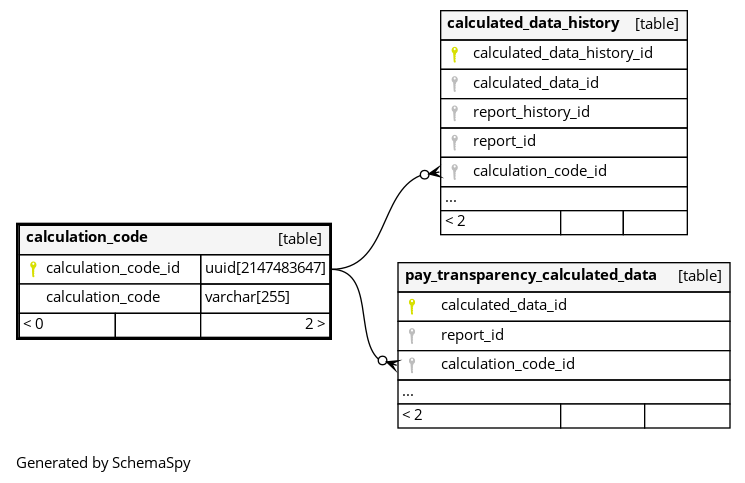 calculated_data_history [table]
calculated_data_history_id
calculated_data_id
report_history_id
report_id
calculation_code_id
...
< 2
calculation_code [table]
calculation_code_id uuid[2147483647]
calculation_code varchar[255]
< 0 2 >
pay_transparency_calculated_data [table]
calculated_data_id
report_id
calculation_code_id
...
< 2
Generated by SchemaSpy